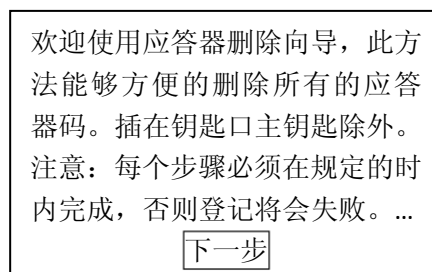 欢迎使用应答器删除向导，此方
法能够方便的删除所有的应答
器码。插在钥匙口主钥匙除外。
注意：每个步骤必须在规定的时
内完成，否则登记将会失败。...
下一步